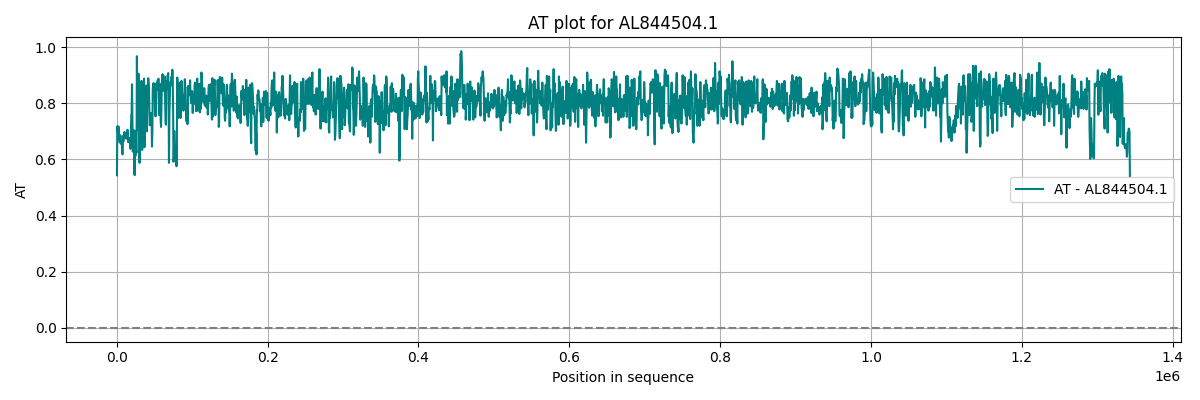 AT plot for AL844504.1
1.0
0.8
0.6
0.4
0.2
0.0
AT
AT - AL844504.1
0.0 0.2 0.4 0.6 0.8 1.0 1.2 1.4
1e6
Position in sequence